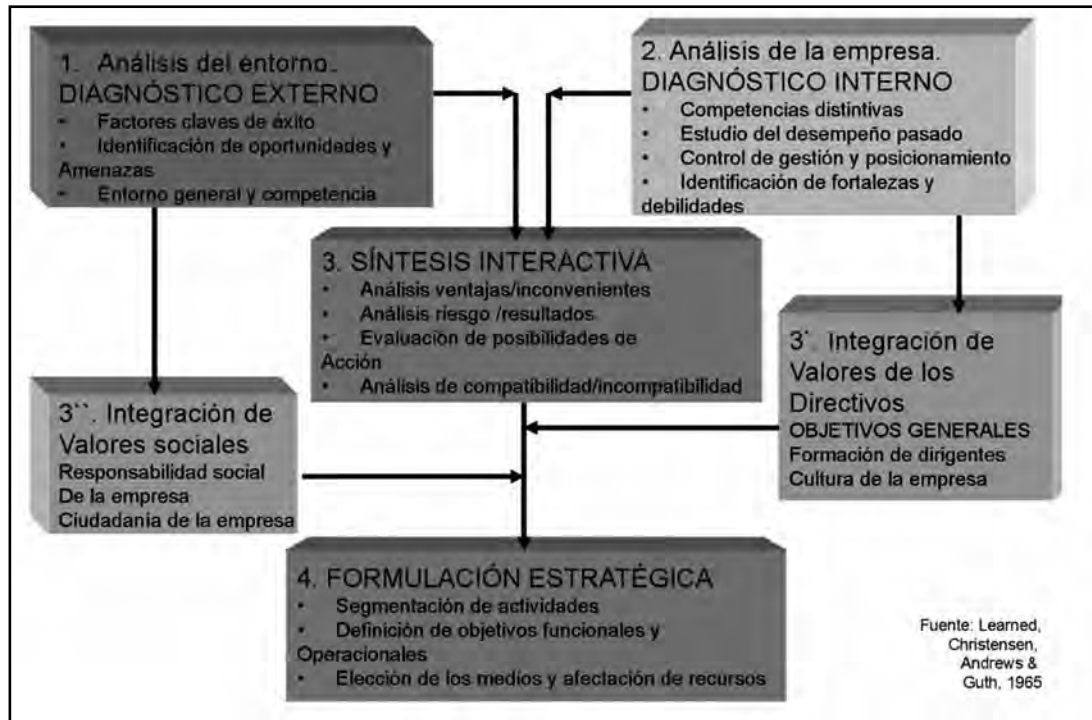 1. Análisis del entorno.
DIAGNÓSTICO EXTERNO
• Factores claves de éxito
• Identificación de oportunidades y
Amenazas
• Entorno general y competencia
2. Análisis de la empresa.
DIAGNÓSTICO INTERNO
• Competencias distintivas
• Estudio del desempeño pasado
• Control de gestión y posicionamiento
• Identificación de fortalezas y
debilidades
3. SÍNTESIS INTERACTIVA
• Análisis ventajas/inconvenientes
• Análisis riesgo /resultados
• Evaluación de posibilidades de
Acción
• Análisis de compatibilidad/incompatibilidad
3`. Integración de
Valores de los
Directivos
OBJETIVOS GENERALES
Formación de dirigentes
Cultura de la empresa
3``. Integración de
Valores sociales
Responsabilidad social
De la empresa
Ciudadanía de la empresa
4. FORMULACIÓN ESTRATÉGICA
• Segmentación de actividades
• Definición de objetivos funcionales y
Operacionales
• Elección de los medios y afectación de recursos
Fuente: Learned,
Christensen,
Andrews &
Guth, 1965